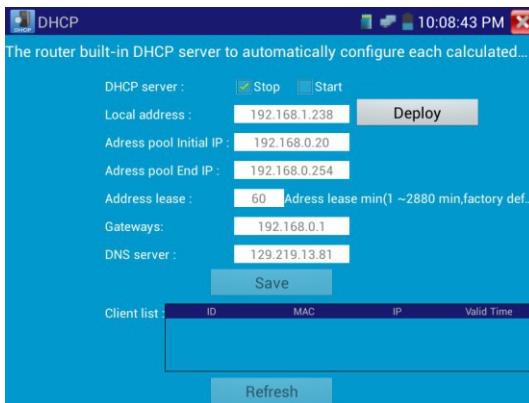 DHCP 10:08:43 PM
The router built-in DHCP server to automatically configure each calculated...
DHCP server : Stop Start
Local address : 192.168.1.238 Deploy
Adress pool Initial IP : 192.168.0.20
Adress pool End IP : 192.168.0.254
Address lease : 60 Adress lease min(1 ~2880 min,factory def..
Gateways: 192.168.0.1
DNS server : 129.219.13.81
Save
Client list : ID MAC IP Valid Time
Refresh